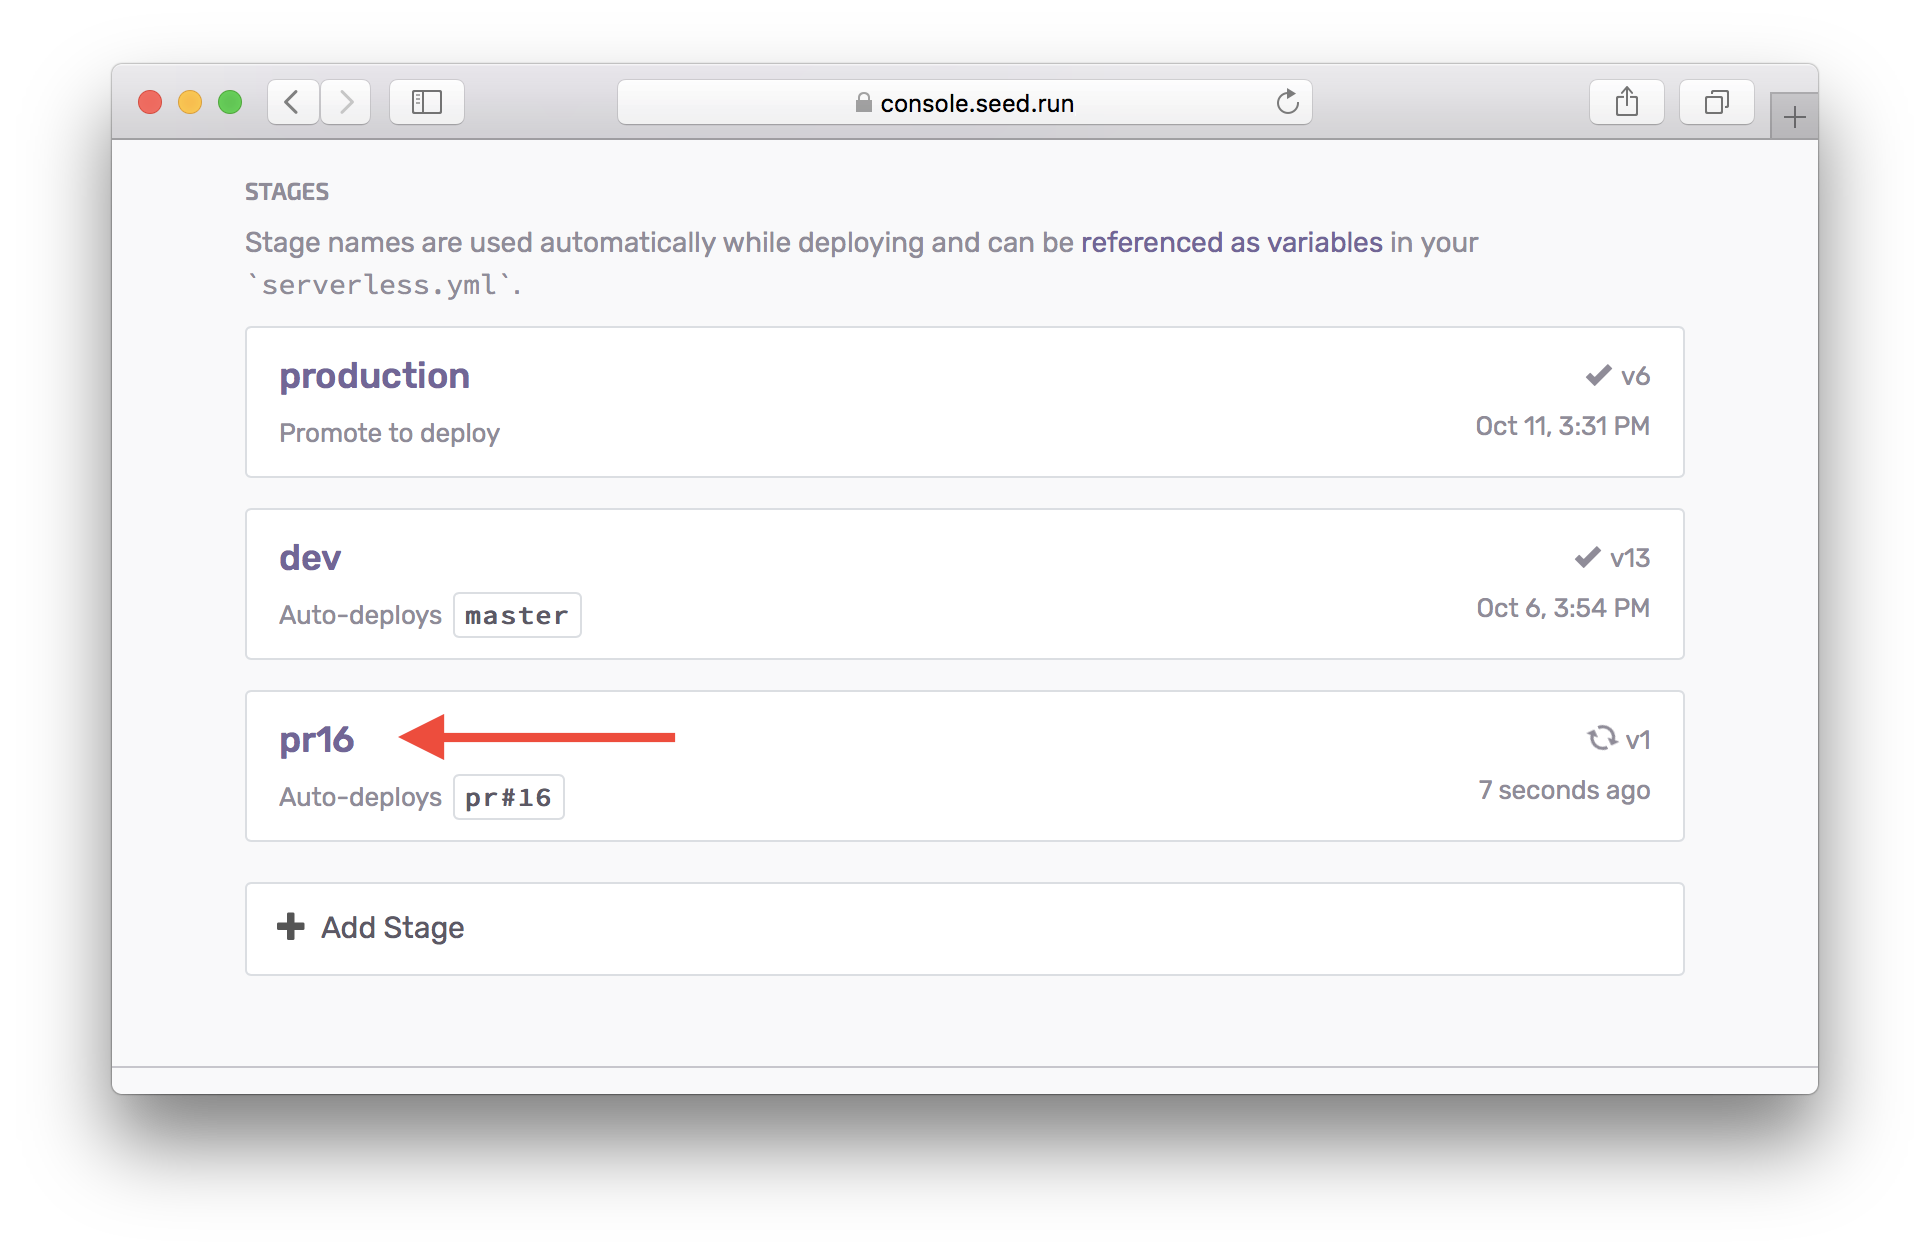 console.seed.run
STAGES
Stage names are used automatically while deploying and can be referenced as variables in your
`serverless.yml`.
production
v6
Promote to deploy
Oct 11, 3:31 PM
dev
v13
Auto-deploys master
Oct 6, 3:54 PM
pr16
v1
Auto-deploys pr#16
7 seconds ago
Add Stage